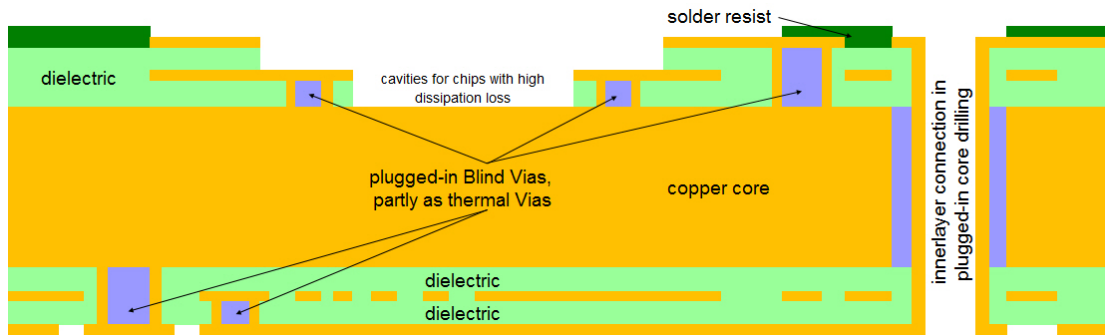 solder resist
dielectric
cavities for chips with high
dissipation loss
plugged-in Blind Vias,
partly as thermal Vias
copper core
innerlayer connection in
plugged-in core drilling
dielectric
dielectric